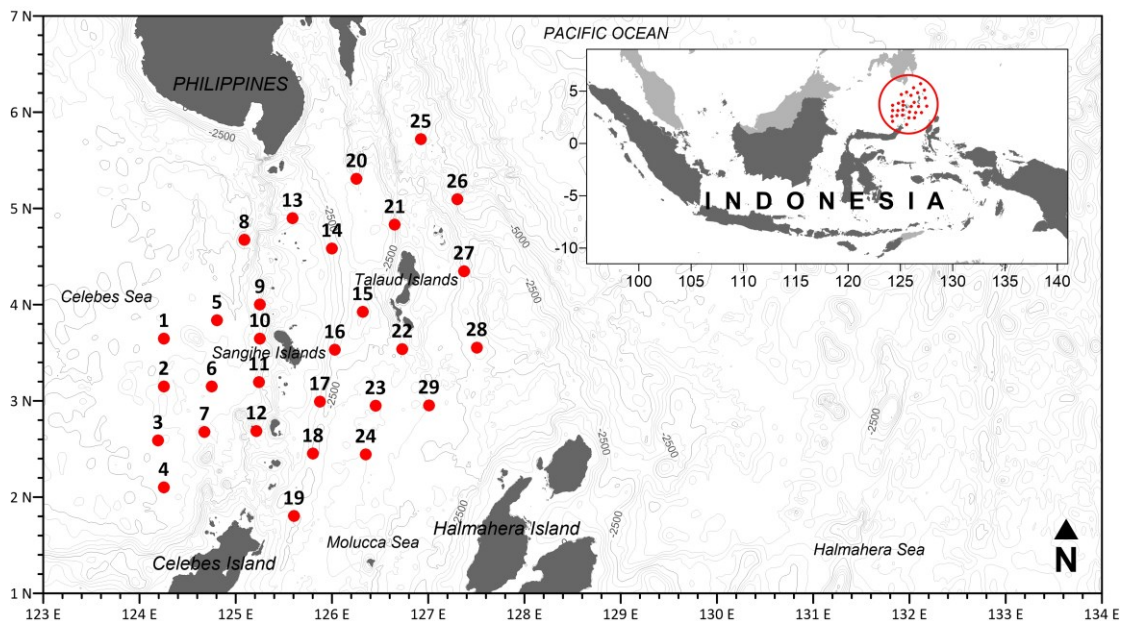 7 N
6 N
5 N
4 N
3 N
2 N
1 N
123 E
124 E
125 E
126 E
127 E
128 E
129 E
130 E
131 E
132 E
133 E
134 E
PACIFIC OCEAN
PHILIPPINES
-2500
25
20
26
13
21
8
14
-2500
-5000
-2500
27
Talaud Islands
-2500
Celebes Sea
9
15
5
1
10
16
22
28
Sangihe Islands
2
6
11
17
-2500
23
29
3
7
12
18
24
4
19
-2500
-2500
-2500
-2500
Celebes Island
Molucca Sea
Halmahera Island
Halmahera Sea
N
5
0
-5
-10
100
105
110
115
120
125
130
135
140
INDONESIA